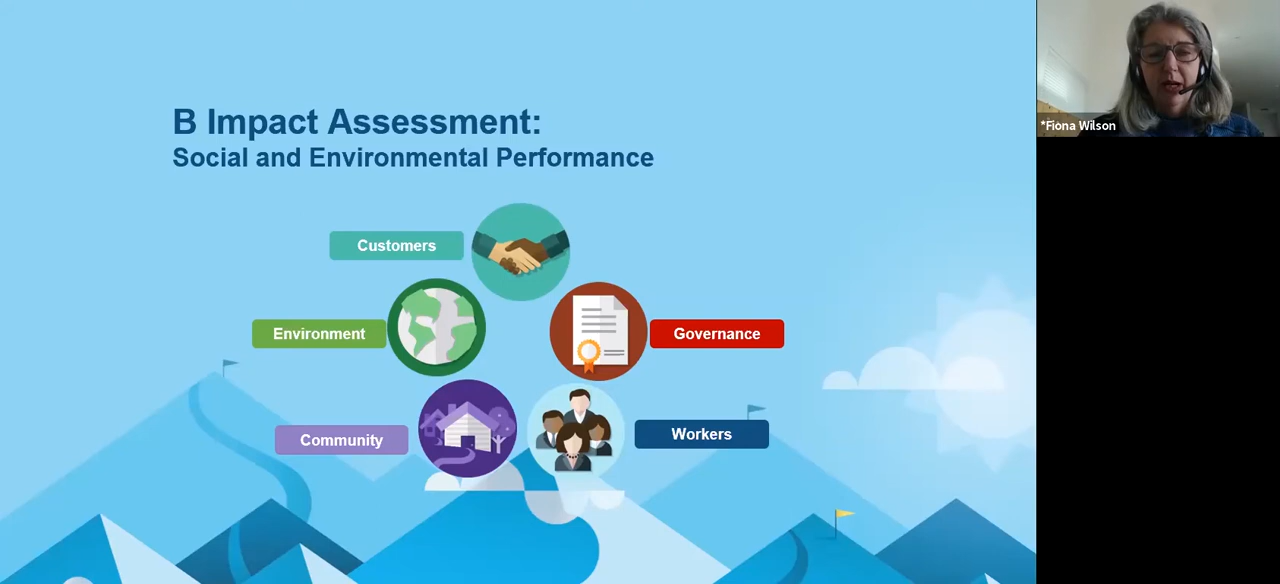 B Impact Assessment:
Social and Environmental Performance
Customers
Environment
Governance
Community
Workers
*Fiona Wilson